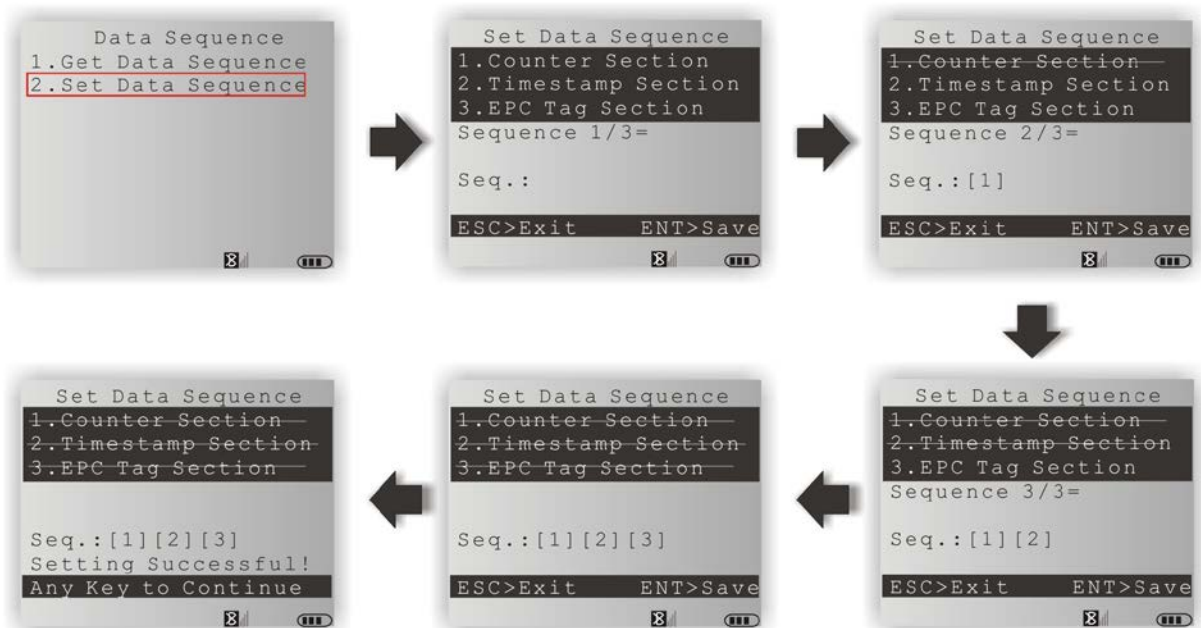 Data Sequence
1.Get Data Sequence
2.Set Data Sequence
Set Data Sequence
1.Counter Section
2.Timestamp Section
3.EPC Tag Section
Sequence 1/3=
Seq.:
ESC>Exit ENT>Save
Set Data Sequence
1.Counter Section
2.Timestamp Section
3.EPC Tag Section
Sequence 2/3=
Seq.:[1]
ESC>Exit ENT>Save
Set Data Sequence
1.Counter Section
2.Timestamp Section
3.EPC Tag Section
Sequence 3/3=
Seq.:[1][2]
ESC>Exit ENT>Save
Set Data Sequence
1.Counter Section
2.Timestamp Section
3.EPC Tag Section
Seq.:[1][2][3]
ESC>Exit ENT>Save
Set Data Sequence
1.Counter Section
2.Timestamp Section
3.EPC Tag Section
Seq.:[1][2][3]
Setting Successful!
Any Key to Continue